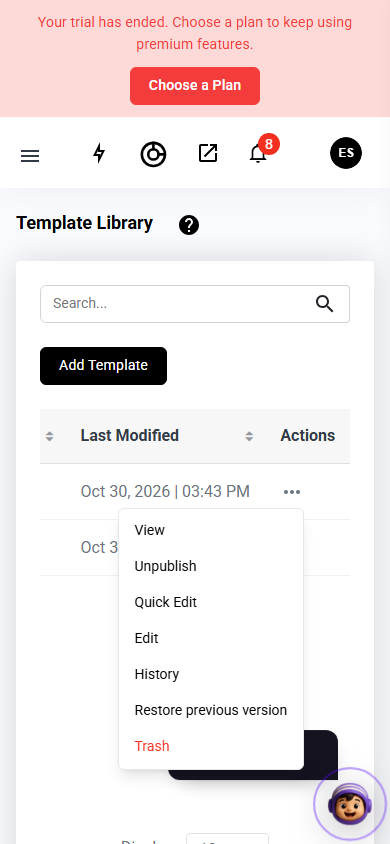 Your trial has ended. Choose a plan to keep using
premium features.
Choose a Plan
8
ES
Template Library
Search...
Add Template
Last Modified Actions
Oct 30, 2026 | 03:43 PM
Oct 3
View
Unpublish
Quick Edit
Edit
History
Restore previous version
Trash